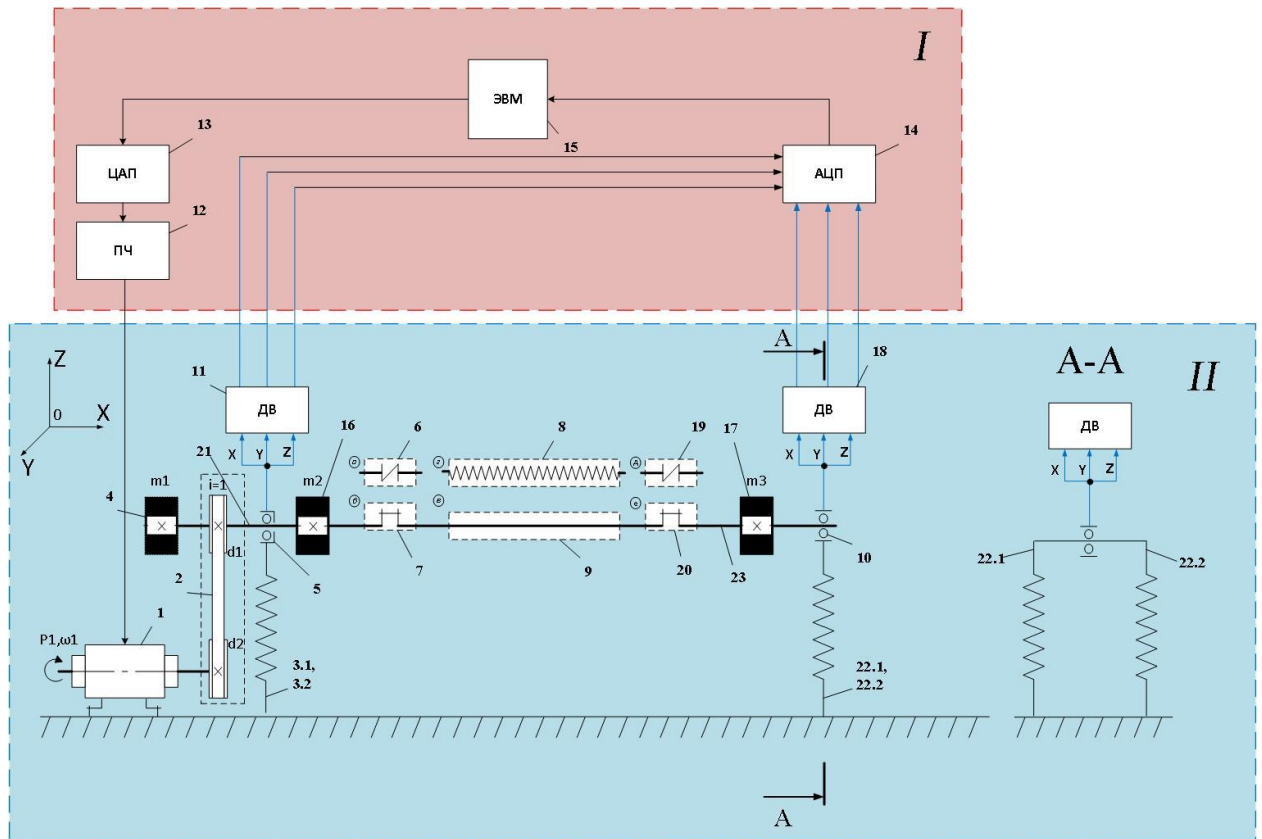 I
ЭВМ
13
15
14
ЦАП
АЦП
12
ПЧ
A
18
A-A
II
Z
11
0
X
Y
ДВ
ДВ
ДВ
16
6
8
19
17
X
Y
Z
X
Y
Z
X
Y
Z
21
а
г
д
4
m1
i=1
m2
б
m3
22.1
22.2
d1
5
7
9
20
23
10
2
1
d2
P1,ω1
3.1,
3.2
22.1,
22.2
A